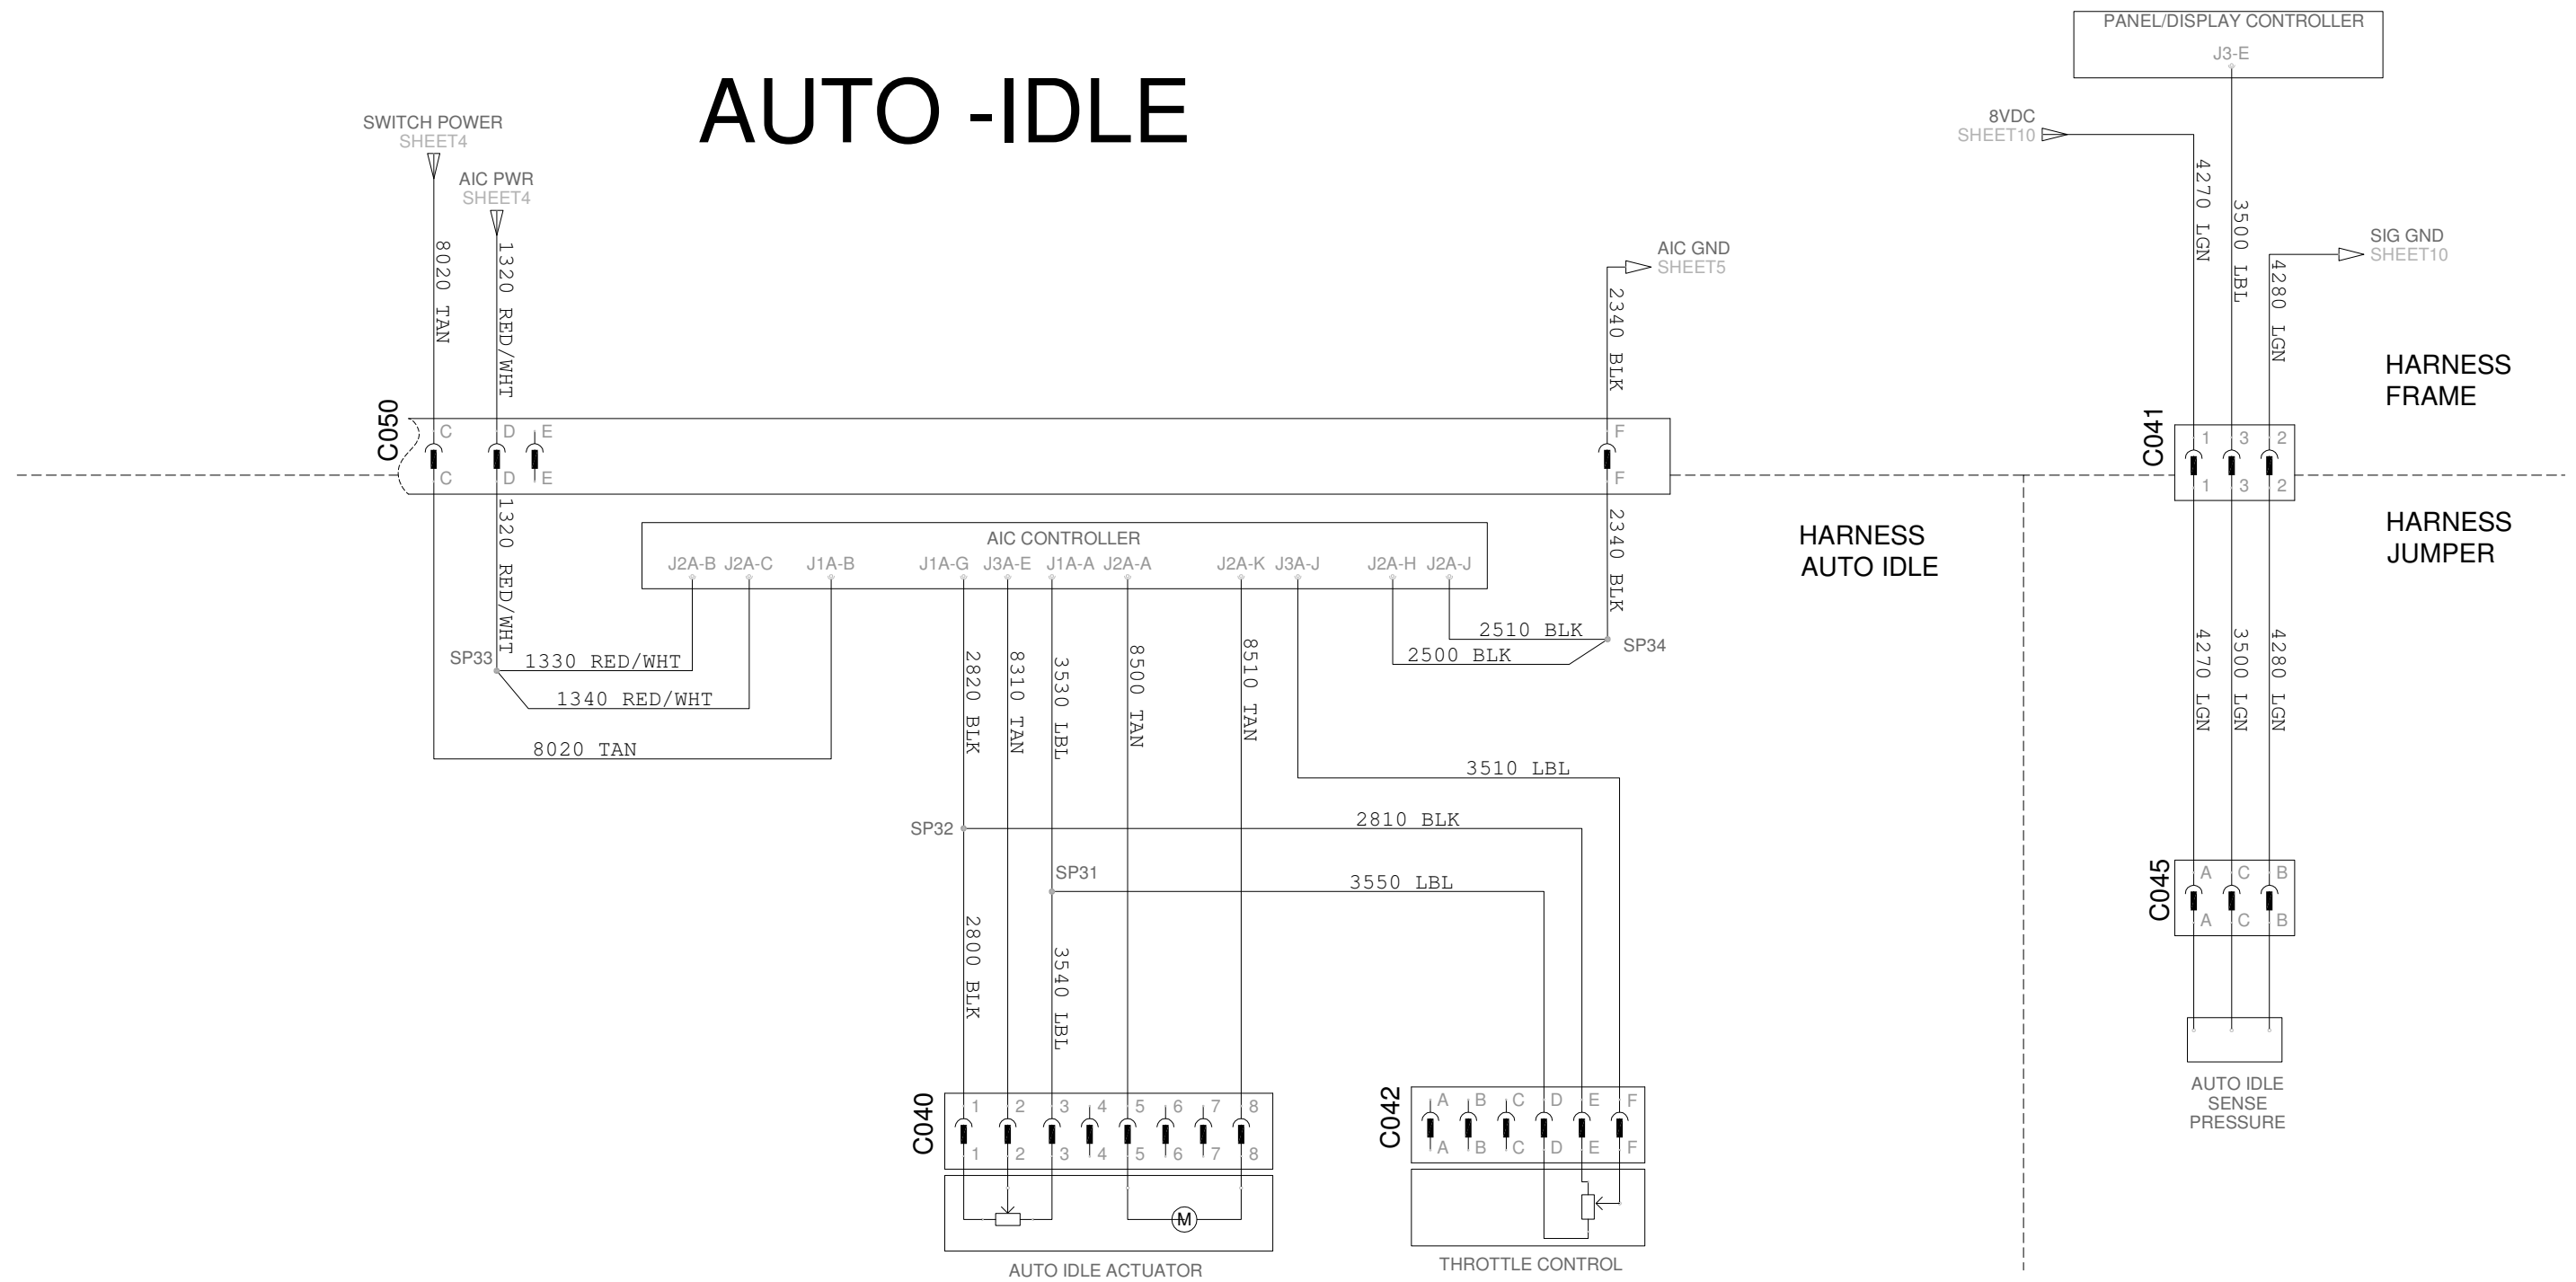 PANEL/DISPLAY CONTROLLER
J3-E
AUTO -IDLE
SWITCH POWER
SHEET4
AIC PWR
SHEET4
8VDC
SHEET10
4270 LGN
3500 LBL
4280 LGN
SIG GND
SHEET10
8020 TAN
1320 RED/WHT
AIC GND
SHEET5
2340 BLK
HARNESS
FRAME
C050
C D E F
C D E F
C041
1 3 2
1 3 2
1320 RED/WHT
2340 BLK
HARNESS
AUTO IDLE
HARNESS
JUMPER
AIC CONTROLLER
J2A-B J2A-C J1A-B J1A-G J3A-E J1A-A J2A-A J2A-K J3A-J J2A-H J2A-J
SP33
1330 RED/WHT
1340 RED/WHT
8020 TAN
2820 BLK
8310 TAN
3530 LBL
8500 TAN
8510 TAN
2510 BLK
2500 BLK
SP34
4270 LGN
3500 LGN
4280 LGN
3510 LBL
SP32
2810 BLK
SP31
3550 LBL
2800 BLK
3540 LBL
C045
A C B
A C B
C040
1 2 3 4 5 6 7 8
1 2 3 4 5 6 7 8
M
AUTO IDLE ACTUATOR
C042
A B C D E F
A B C D E F
THROTTLE CONTROL
AUTO IDLE
SENSE
PRESSURE